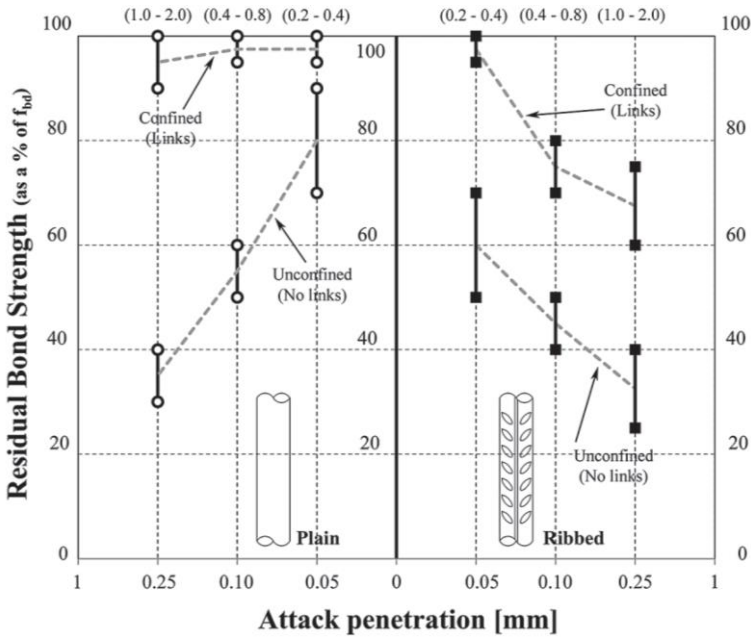 (1.0 - 2.0) (0.4 - 0.8) (0.2 - 0.4) (0.2 - 0.4) (0.4 - 0.8) (1.0 - 2.0)
100 100 100
Confined
(Links)
Confined
(Links)
80 80 80
60 60 60
Unconfined
(No links)
40 40 40
20 20 20
Unconfined
(No links)
Plain Ribbed
0 0 0
1 0.25 0.10 0.05 0 0.05 0.10 0.25 1
Attack penetration [mm]
Residual Bond Strength (as a % of fbd)